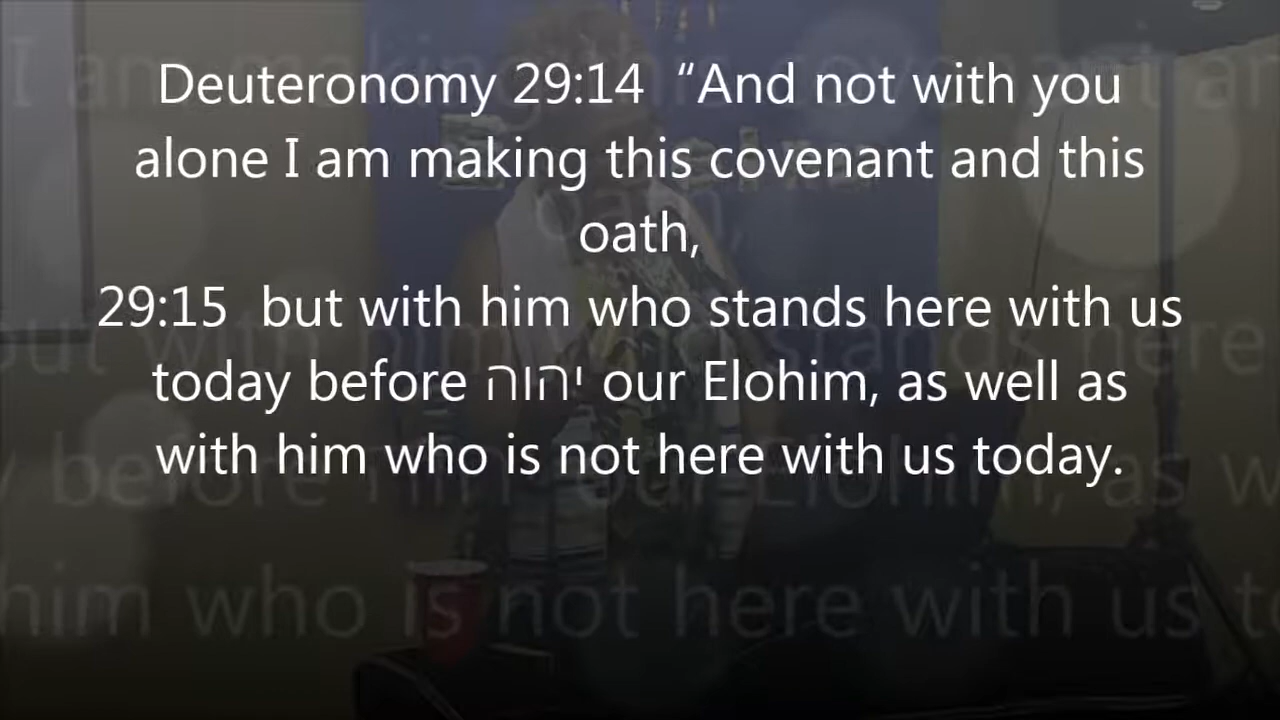 Deuteronomy 29:14  “And not with you
alone I am making this covenant and this
oath,
29:15  but with him who stands here with us
today before יהוה our Elohim, as well as
with him who is not here with us today.